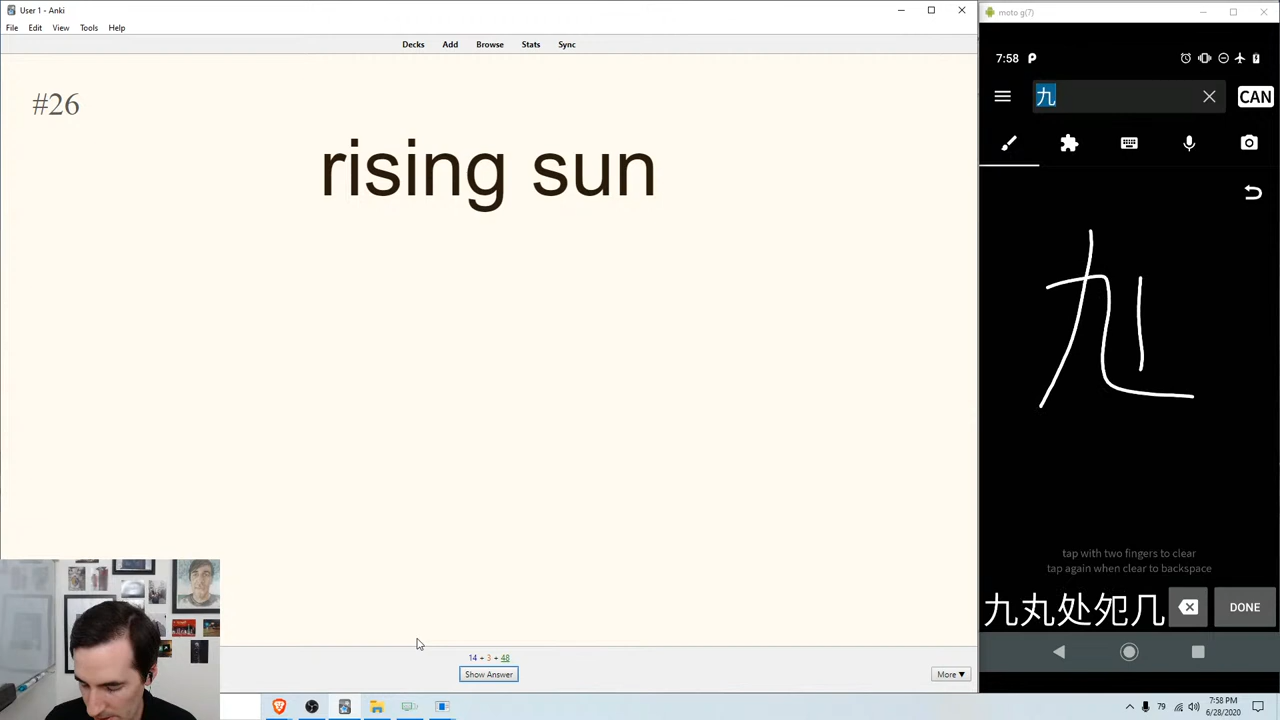 User 1 - Anki
File Edit View Tools Help
Decks Add Browse Stats Sync
#26
rising sun
14 + 3 + 48
Show Answer
More ▼
moto g(7)
7:58
九
CAN
tap with two fingers to clear
tap again when clear to backspace
九丸处夗几
DONE
79
7:58 PM
6/28/2020